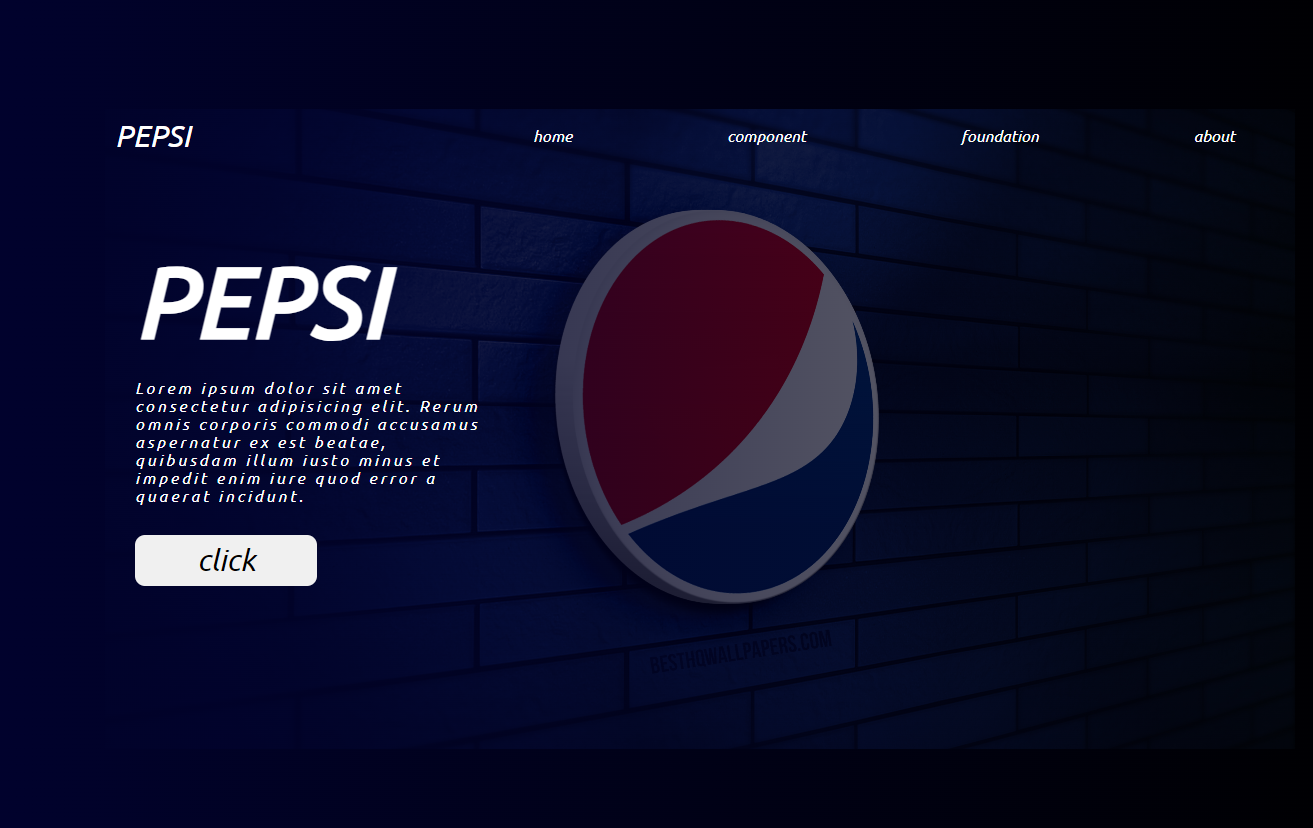 PEPSI
home component foundation about
PEPSI
Lorem ipsum dolor sit amet
consectetur adipisicing elit. Rerum
omnis corporis commodi accusamus
aspernatur ex est beatae,
quibusdam illum iusto minus et
impedit enim iure quod error a
quaerat incidunt.
click
BESTHQWALLPAPERS.COM